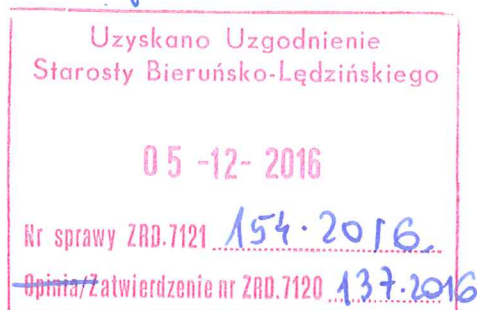 Uzyskano Uzgodnienie
Starosty Bieruńsko-Lędzińskiego
05 -12- 2016
Nr sprawy ZRD.7121 154.2016.
Opinia/Zatwierdzenie nr ZRD.7120 137.2016